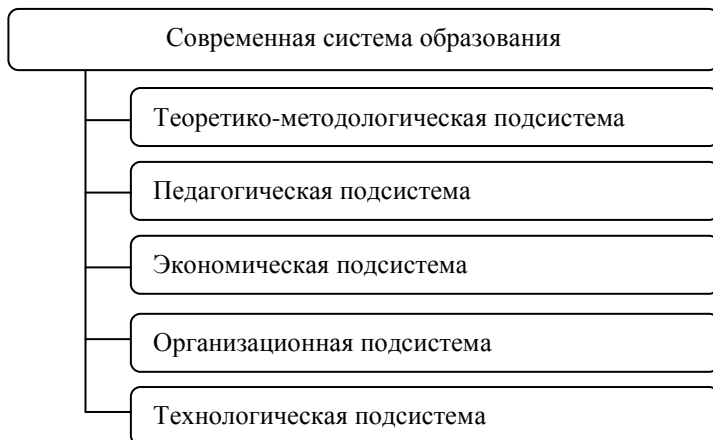 Современная система образования
Теоретико-методологическая подсистема
Педагогическая подсистема
Экономическая подсистема
Организационная подсистема
Технологическая подсистема